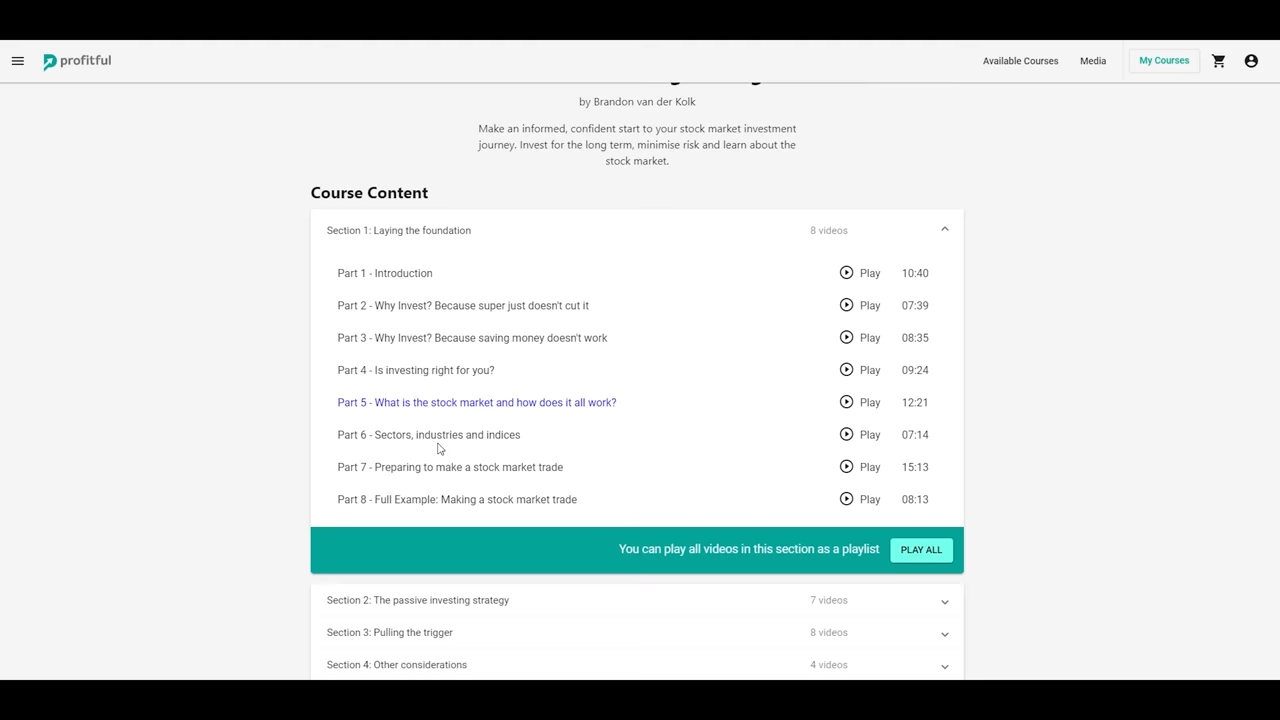 profitful
Available Courses
Media
My Courses
by Brandon van der Kolk
Make an informed, confident start to your stock market investment
journey. Invest for the long term, minimise risk and learn about the
stock market.
Course Content
Section 1: Laying the foundation 8 videos
Part 1 - Introduction Play 10:40
Part 2 - Why Invest? Because super just doesn't cut it Play 07:39
Part 3 - Why Invest? Because saving money doesn't work Play 08:35
Part 4 - Is investing right for you? Play 09:24
Part 5 - What is the stock market and how does it all work? Play 12:21
Part 6 - Sectors, industries and indices Play 07:14
Part 7 - Preparing to make a stock market trade Play 15:13
Part 8 - Full Example: Making a stock market trade Play 08:13
You can play all videos in this section as a playlist PLAY ALL
Section 2: The passive investing strategy 7 videos
Section 3: Pulling the trigger 8 videos
Section 4: Other considerations 4 videos